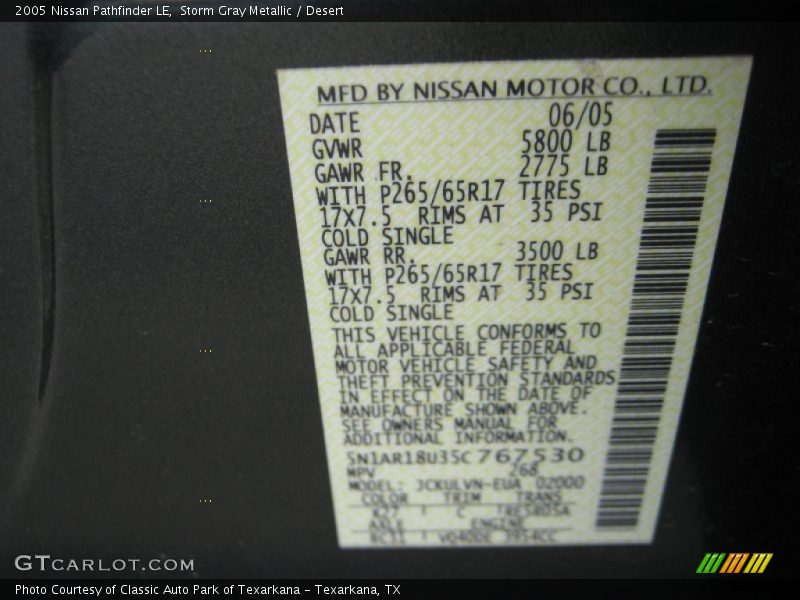 2005 Nissan Pathfinder LE,  Storm Gray Metallic / Desert
MFD BY NISSAN MOTOR CO., LTD.
DATE 06/05
GVWR 5800 LB
GAWR FR. 2775 LB
WITH P265/65R17 TIRES
17X7.5 RIMS AT 35 PSI
COLD SINGLE
GAWR RR. 3500 LB
WITH P265/65R17 TIRES
17X7.5 RIMS AT 35 PSI
COLD SINGLE
THIS VEHICLE CONFORMS TO
ALL APPLICABLE FEDERAL
MOTOR VEHICLE SAFETY AND
THEFT PREVENTION STANDARDS
IN EFFECT ON THE DATE OF
MANUFACTURE SHOWN ABOVE.
SEE OWNERS MANUAL FOR
ADDITIONAL INFORMATION.
5N1AR18U35C767530
MPV 268
MODEL: JCKULVN-EUA 02000
COLOR TRIM TRANS
C RE5R05A
AXLE ENGINE
VQ40DE 3954CC
GTCARLOT.COM
Photo Courtesy of Classic Auto Park of Texarkana - Texarkana, TX